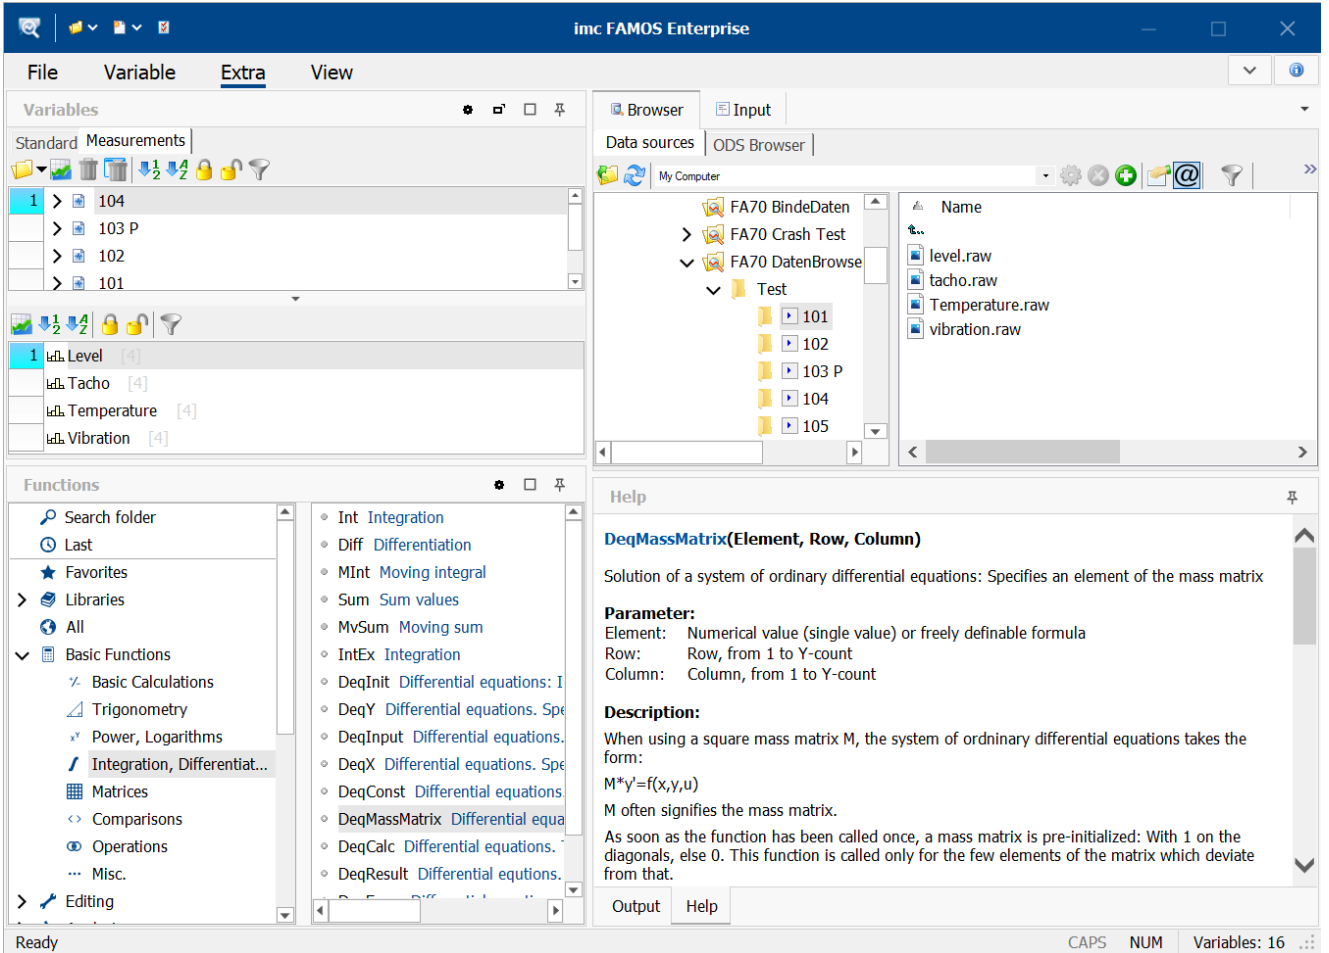 imc FAMOS Enterprise
File Variable Extra View
Variables
Standard Measurements
1 104
103 P
102
101
1 Level [4]
Tacho [4]
Temperature [4]
Vibration [4]
Functions
Search folder
Last
Favorites
Libraries
All
Basic Functions
Basic Calculations
Trigonometry
Power, Logarithms
Integration, Differentiat...
Matrices
Comparisons
Operations
Misc.
Editing
Int Integration
Diff Differentiation
MInt Moving integral
Sum Sum values
MvSum Moving sum
IntEx Integration
DeqInit Differential equations: I
DeqY Differential equations. Spe
DeqInput Differential equations.
DeqX Differential equations. Spe
DeqConst Differential equations
DeqMassMatrix Differential equa
DeqCalc Differential equations.
DeqResult Differential equtions.
Browser Input
Data sources ODS Browser
My Computer
FA70 BindeDaten
FA70 Crash Test
FA70 DatenBrowse
Test
101
102
103 P
104
105
Name
level.raw
tacho.raw
Temperature.raw
vibration.raw
Help
DeqMassMatrix(Element, Row, Column)
Solution of a system of ordinary differential equations: Specifies an element of the mass matrix
Parameter:
Element: Numerical value (single value) or freely definable formula
Row: Row, from 1 to Y-count
Column: Column, from 1 to Y-count
Description:
When using a square mass matrix M, the system of ordninary differential equations takes the
form:
M*y'=f(x,y,u)
M often signifies the mass matrix.
As soon as the function has been called once, a mass matrix is pre-initialized: With 1 on the
diagonals, else 0. This function is called only for the few elements of the matrix which deviate
from that.
Output Help
Ready CAPS NUM Variables: 16